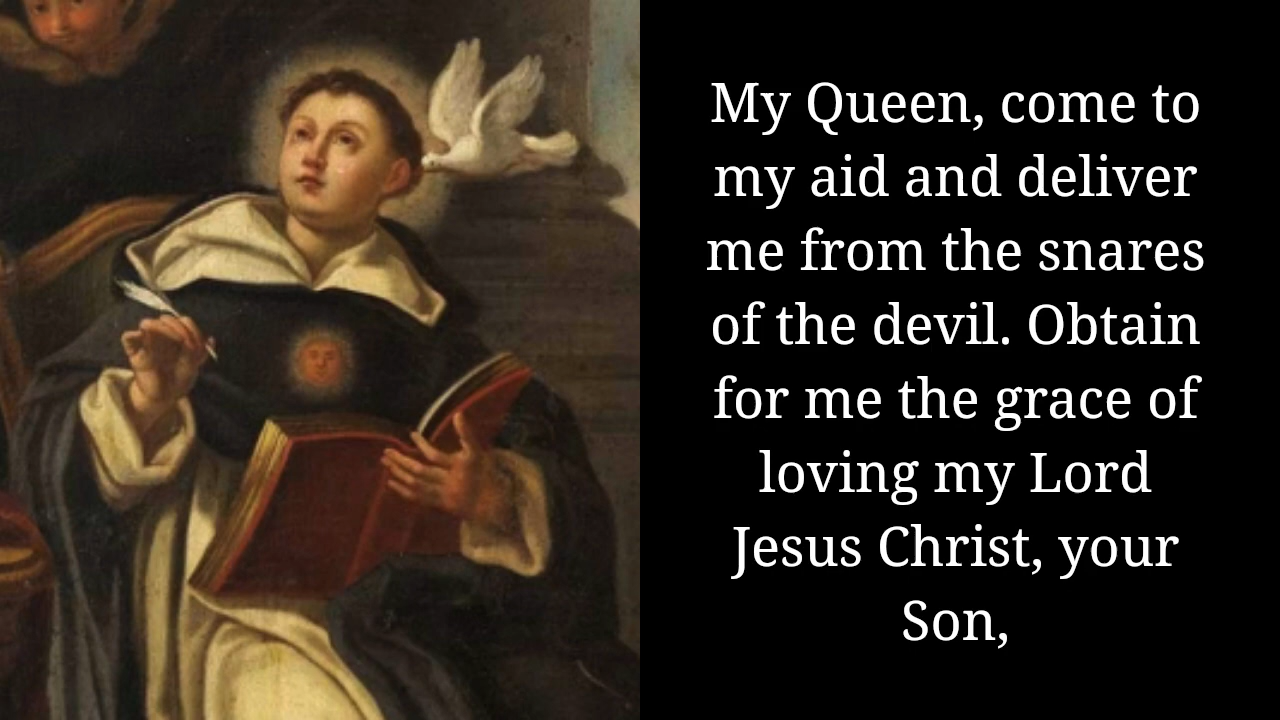 My Queen, come to
my aid and deliver
me from the snares
of the devil. Obtain
for me the grace of
loving my Lord
Jesus Christ, your
Son,